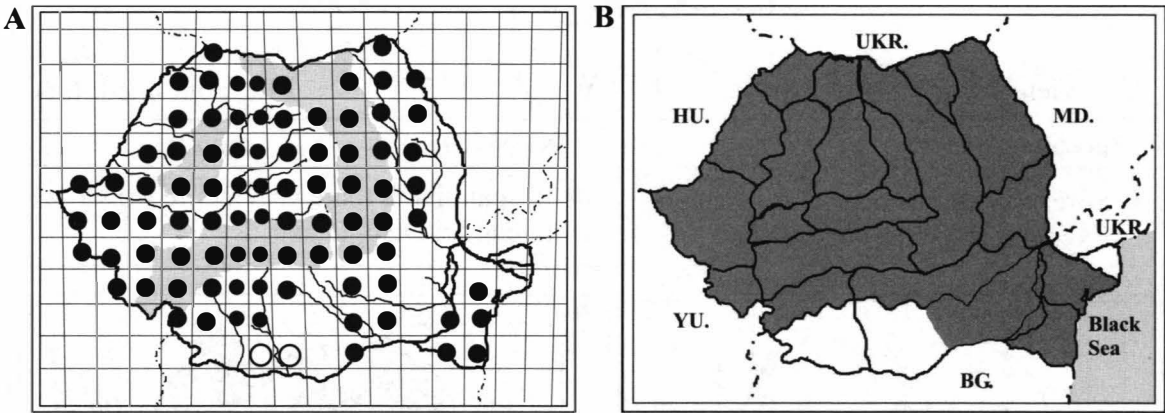 A
B
UKR.
HU.
MD.
UKR.
YU.
Black
Sea
BG.